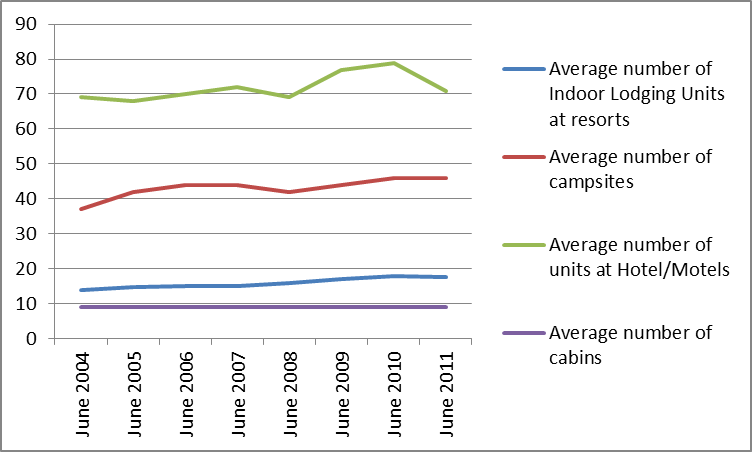 90
80
70
60
50
40
30
20
10
0
June 2004
June 2005
June 2006
June 2007
June 2008
June 2009
June 2010
June 2011
Average number of
Indoor Lodging Units
at resorts
Average number of
campsites
Average number of
units at Hotel/Motels
Average number of
cabins